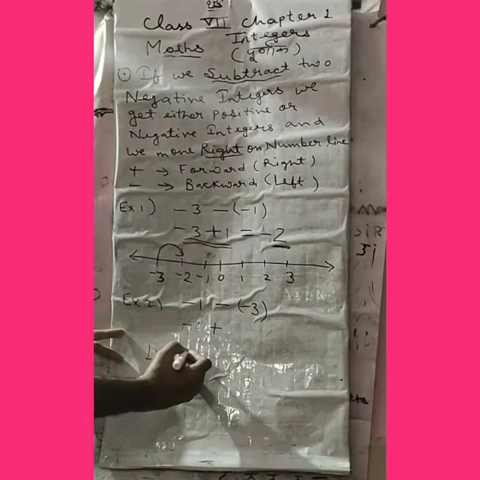 Class VII Chapter 1
Integers
Maths
① If we Subtract two
Negative Integers we
get either positive or
Negative Integers and
we move Right on Number line
+ → Forward (Right)
− → Backward (Left)
Ex 1) −3 −(−1)
−3+1 = −2
−3 −2 −1 0 1 2 3
Ex 2) −1 −(−3)
− +